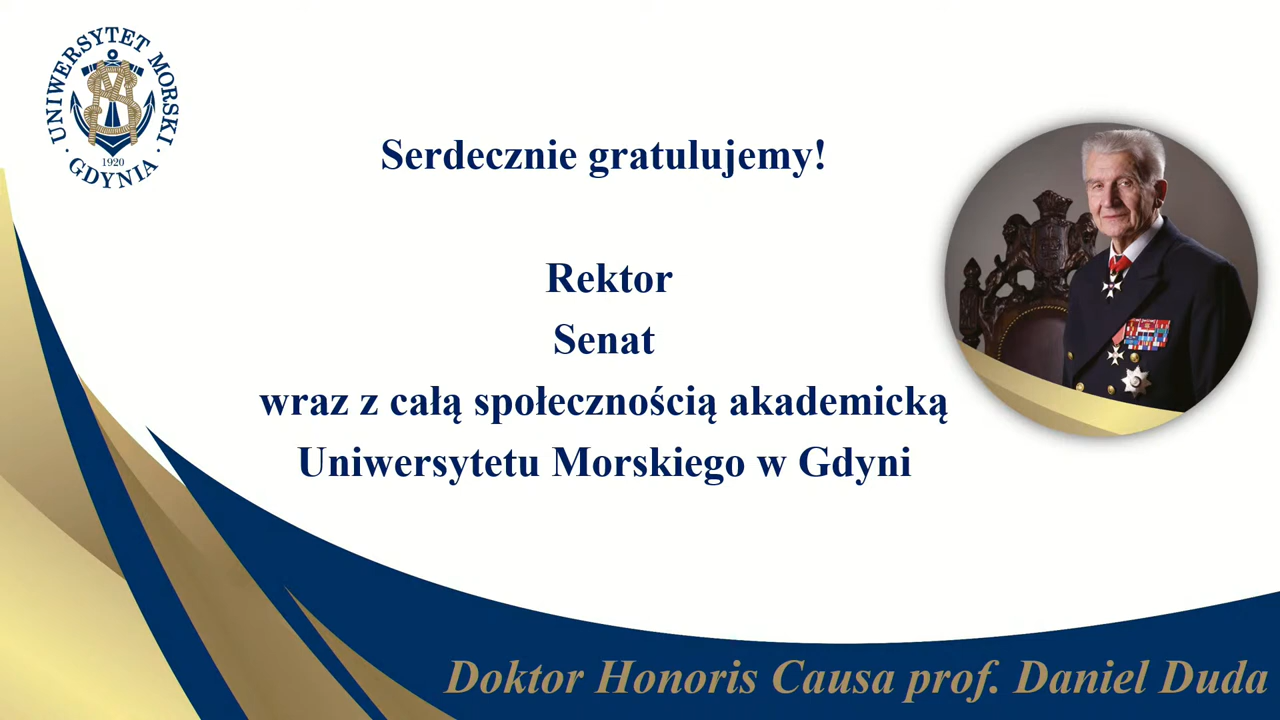 UNIWERSYTET MORSKI
1920
GDYNIA
Serdecznie gratulujemy!
Rektor
Senat
wraz z całą społecznością akademicką
Uniwersytetu Morskiego w Gdyni
Doktor Honoris Causa prof. Daniel Duda